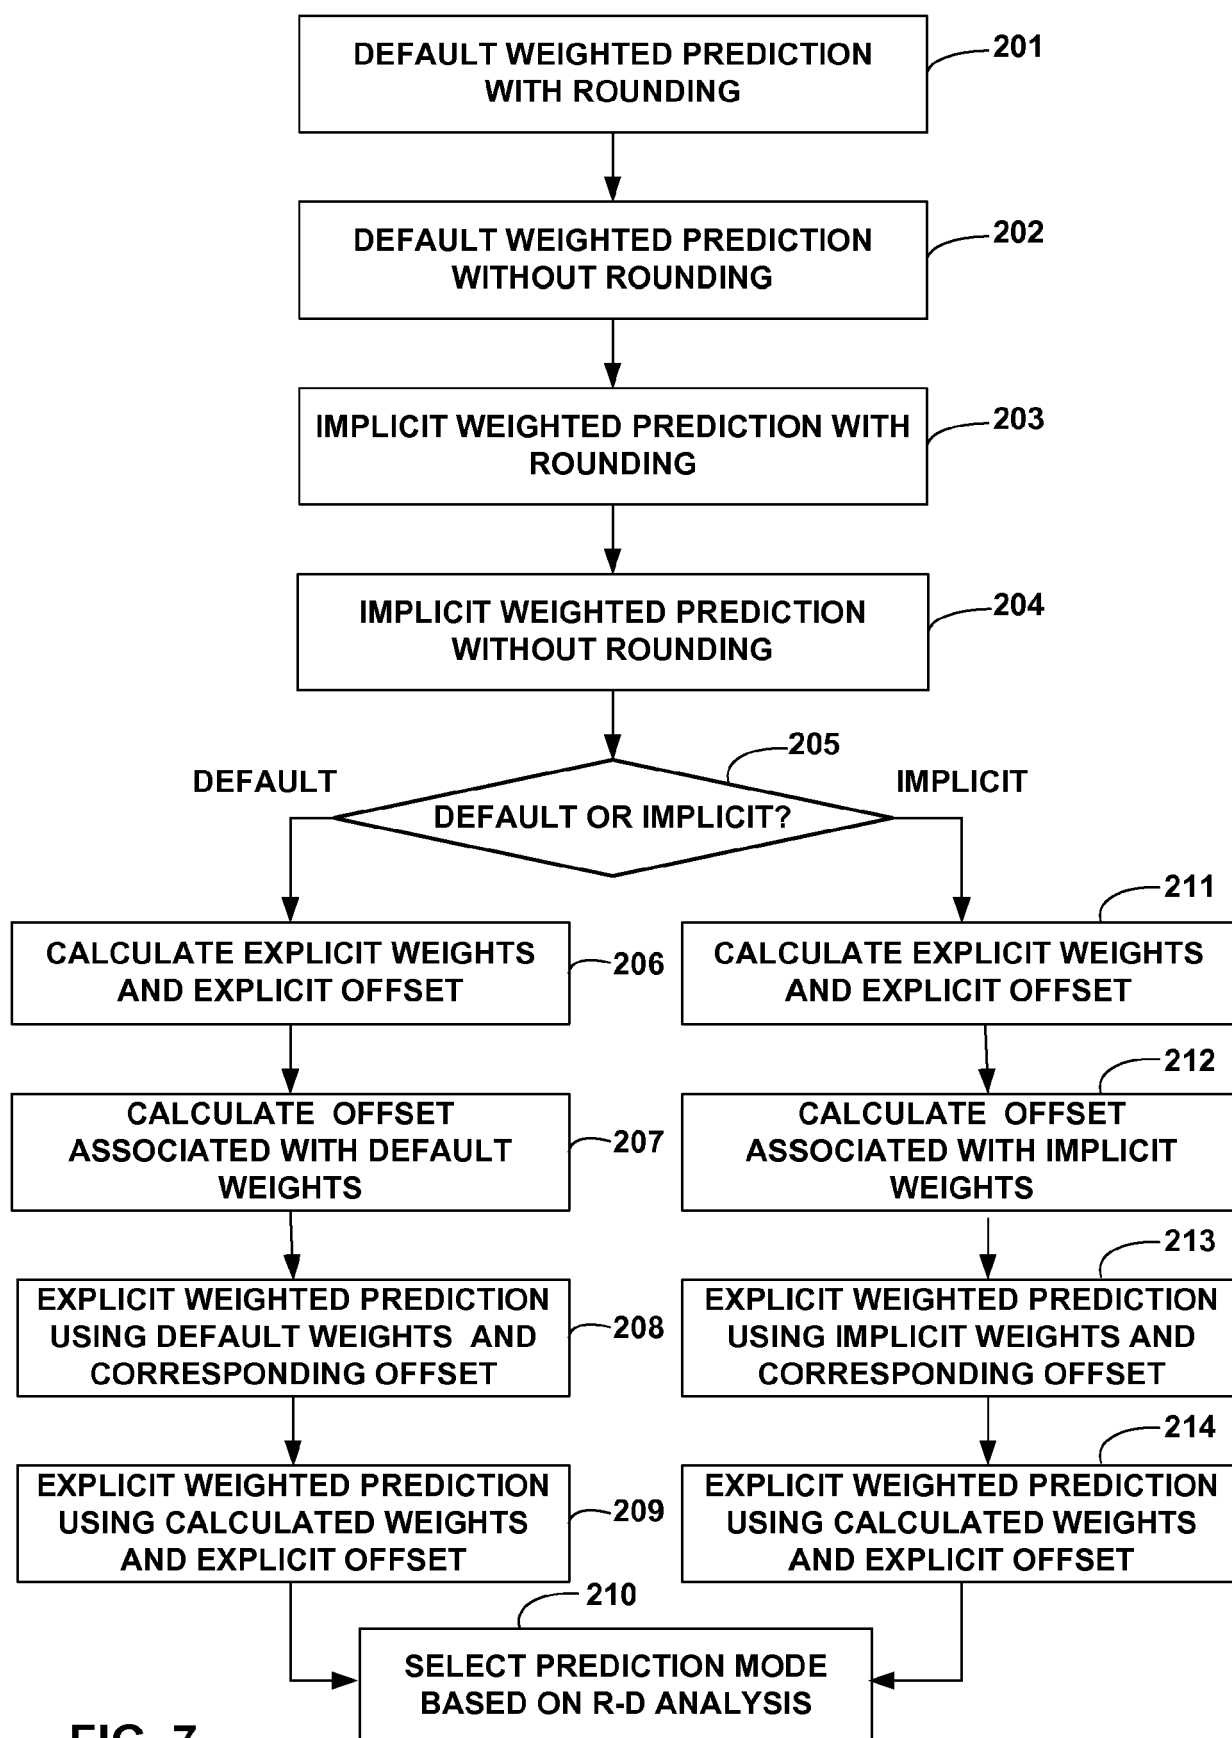 DEFAULT WEIGHTED PREDICTION
WITH ROUNDING
201
DEFAULT WEIGHTED PREDICTION
WITHOUT ROUNDING
202
IMPLICIT WEIGHTED PREDICTION WITH
ROUNDING
203
IMPLICIT WEIGHTED PREDICTION
WITHOUT ROUNDING
204
205
DEFAULT
IMPLICIT
DEFAULT OR IMPLICIT?
CALCULATE EXPLICIT WEIGHTS
AND EXPLICIT OFFSET
206
CALCULATE OFFSET
ASSOCIATED WITH DEFAULT
WEIGHTS
207
EXPLICIT WEIGHTED PREDICTION
USING DEFAULT WEIGHTS AND
CORRESPONDING OFFSET
208
EXPLICIT WEIGHTED PREDICTION
USING CALCULATED WEIGHTS
AND EXPLICIT OFFSET
209
211
CALCULATE EXPLICIT WEIGHTS
AND EXPLICIT OFFSET
212
CALCULATE OFFSET
ASSOCIATED WITH IMPLICIT
WEIGHTS
213
EXPLICIT WEIGHTED PREDICTION
USING IMPLICIT WEIGHTS AND
CORRESPONDING OFFSET
214
EXPLICIT WEIGHTED PREDICTION
USING CALCULATED WEIGHTS
AND EXPLICIT OFFSET
210
SELECT PREDICTION MODE
BASED ON R-D ANALYSIS
FIG. 7